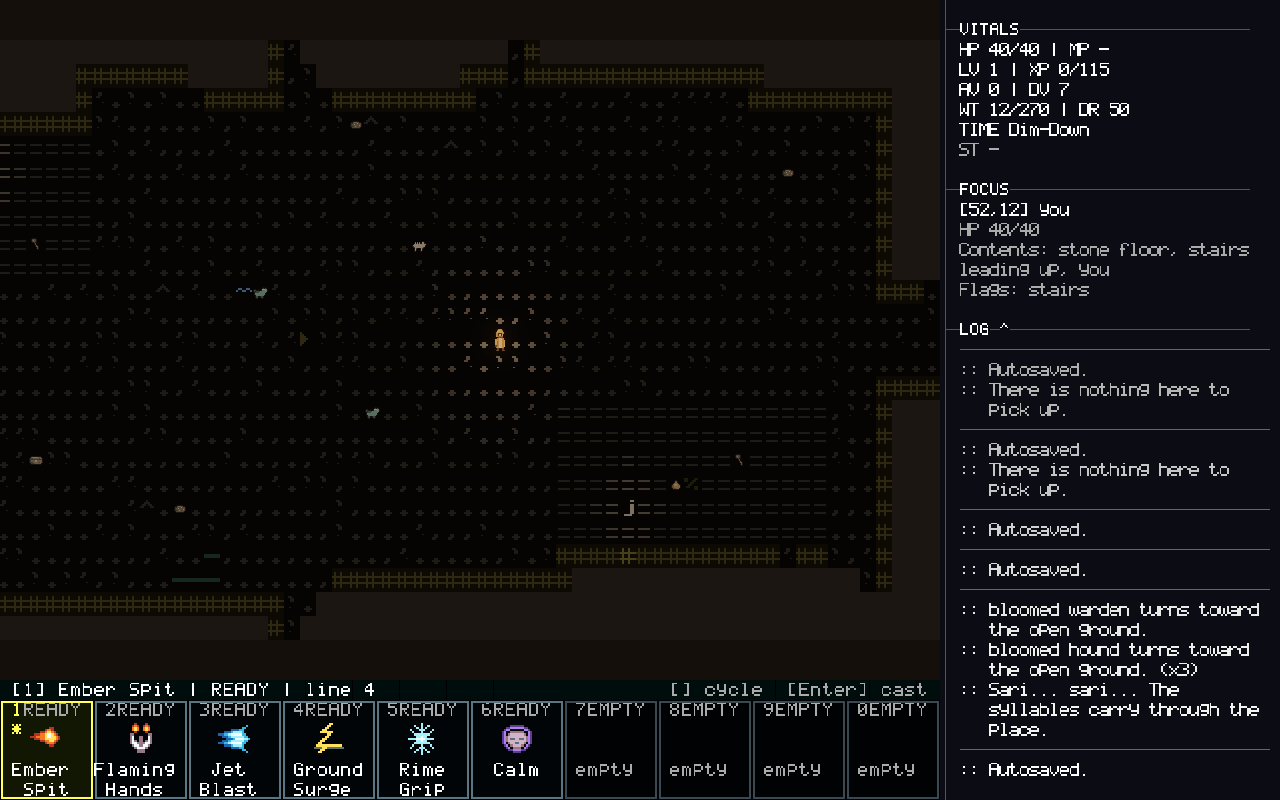 VITALS
HP 40/40 | MP -
LV 1 | XP 0/115
AV 0 | DV 7
WT 12/270 | DR 50
TIME Dim-Down
ST -
FOCUS
[52,12] You
HP 40/40
Contents: stone floor, stairs
leading up, you
Flags: stairs
LOG ^
:: Autosaved.
:: There is nothing here to
Pick up.
:: Autosaved.
:: There is nothing here to
Pick up.
:: Autosaved.
:: Autosaved.
:: bloomed warden turns toward
the open ground.
:: bloomed hound turns toward
the open ground. (x3)
:: Sari... sari... The
syllables carry through the
Place.
:: Autosaved.
j
[1] Ember Spit | READY | line 4
[] cycle [Enter] cast
1READY 2READY 3READY 4READY 5READY 6READY 7EMPTY 8EMPTY 9EMPTY 0EMPTY
*
Ember Flaming Jet Ground Rime Calm empty empty empty empty
Spit Hands Blast Surge Grip